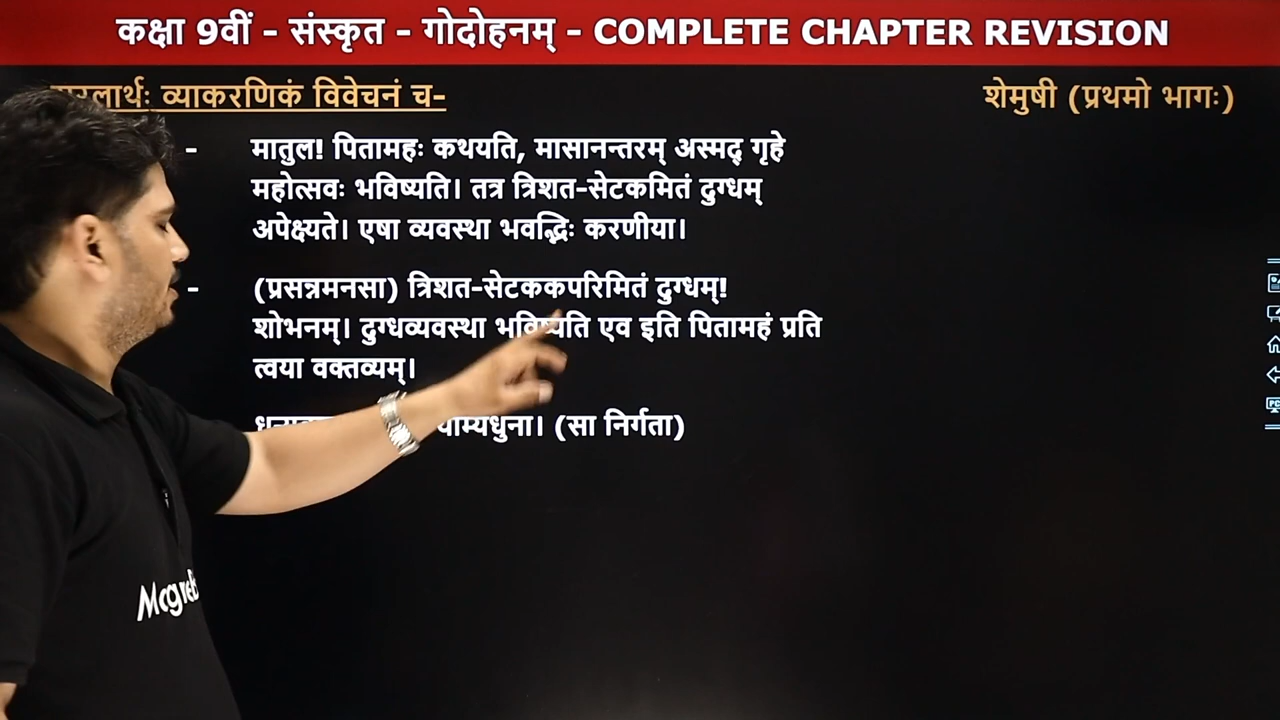 कक्षा 9वीं - संस्कृत - गोदोहनम् - COMPLETE CHAPTER REVISION
व्याकरणिकं विवेचनं च-
शेमुषी (प्रथमो भागः)
- मातुल! पितामहः कथयति, मासानन्तरम् अस्मद् गृहे
महोत्सवः भविष्यति। तत्र त्रिशत-सेटकमितं दुग्धम्
अपेक्ष्यते। एषा व्यवस्था भवद्भिः करणीया।
- (प्रसन्नमनसा) त्रिशत-सेटककपरिमितं दुग्धम्!
शोभनम्। दुग्धव्यवस्था भविष्यति एव इति पितामहं प्रति
त्वया वक्तव्यम्।
(सा निर्गता)